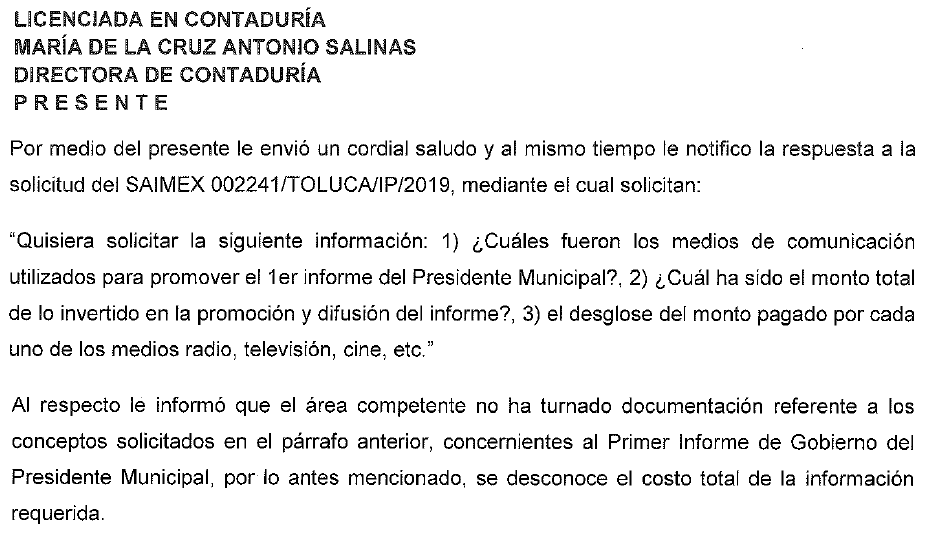 LICENCIADA EN CONTADURÍA
MARÍA DE LA CRUZ ANTONIO SALINAS
DIRECTORA DE CONTADURÍA
P R E S E N T E
Por medio del presente le envió un cordial saludo y al mismo tiempo le notifico la respuesta a la
solicitud del SAIMEX 002241/TOLUCA/IP/2019, mediante el cual solicitan:
“Quisiera solicitar la siguiente información: 1) ¿Cuáles fueron los medios de comunicación
utilizados para promover el 1er informe del Presidente Municipal?, 2) ¿Cuál ha sido el monto total
de lo invertido en la promoción y difusión del informe?, 3) el desglose del monto pagado por cada
uno de los medios radio, televisión, cine, etc.”
Al respecto le informó que el área competente no ha turnado documentación referente a los
conceptos solicitados en el párrafo anterior, concernientes al Primer Informe de Gobierno del
Presidente Municipal, por lo antes mencionado, se desconoce el costo total de la información
requerida.